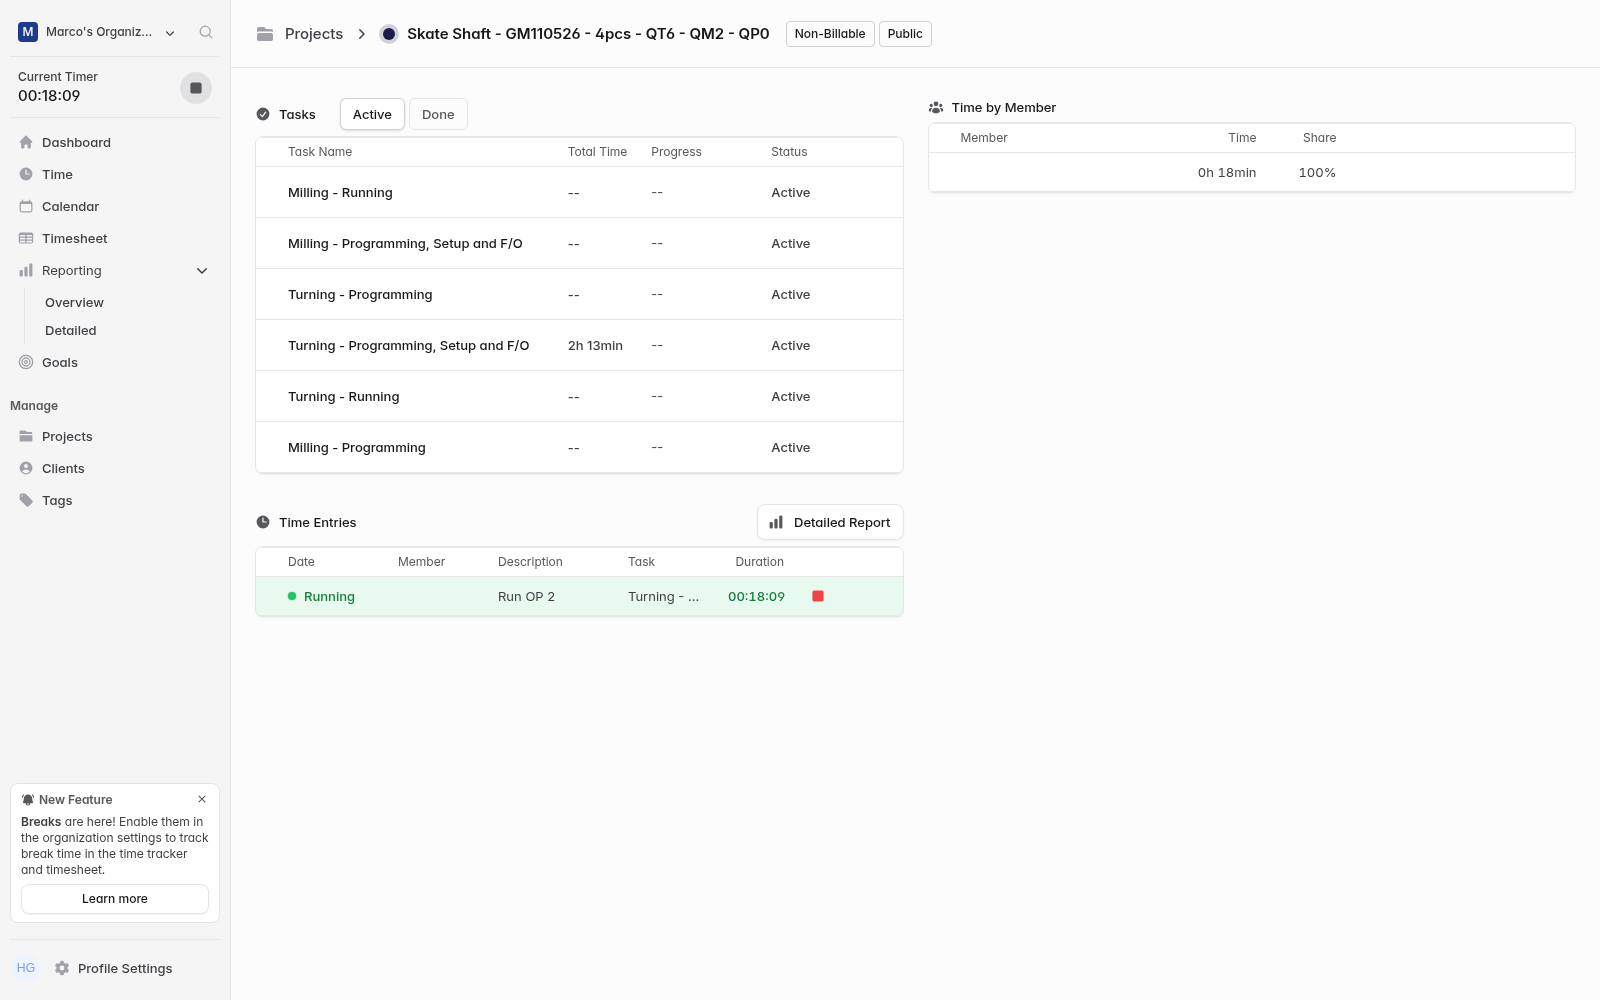 M Marco's Organiz...
Current Timer
00:18:09
Dashboard
Time
Calendar
Timesheet
Reporting
Overview
Detailed
Goals
Manage
Projects
Clients
Tags
New Feature
Breaks are here! Enable them in
the organization settings to track
break time in the time tracker
and timesheet.
Learn more
HG Profile Settings
Projects Skate Shaft - GM110526 - 4pcs - QT6 - QM2 - QP0 Non-Billable Public
Tasks Active Done
Task Name Total Time Progress Status
Milling - Running -- -- Active
Milling - Programming, Setup and F/O -- -- Active
Turning - Programming -- -- Active
Turning - Programming, Setup and F/O 2h 13min -- Active
Turning - Running -- -- Active
Milling - Programming -- -- Active
Time Entries Detailed Report
Date Member Description Task Duration
Running Run OP 2 Turning - ... 00:18:09
Time by Member
Member Time Share
0h 18min 100%